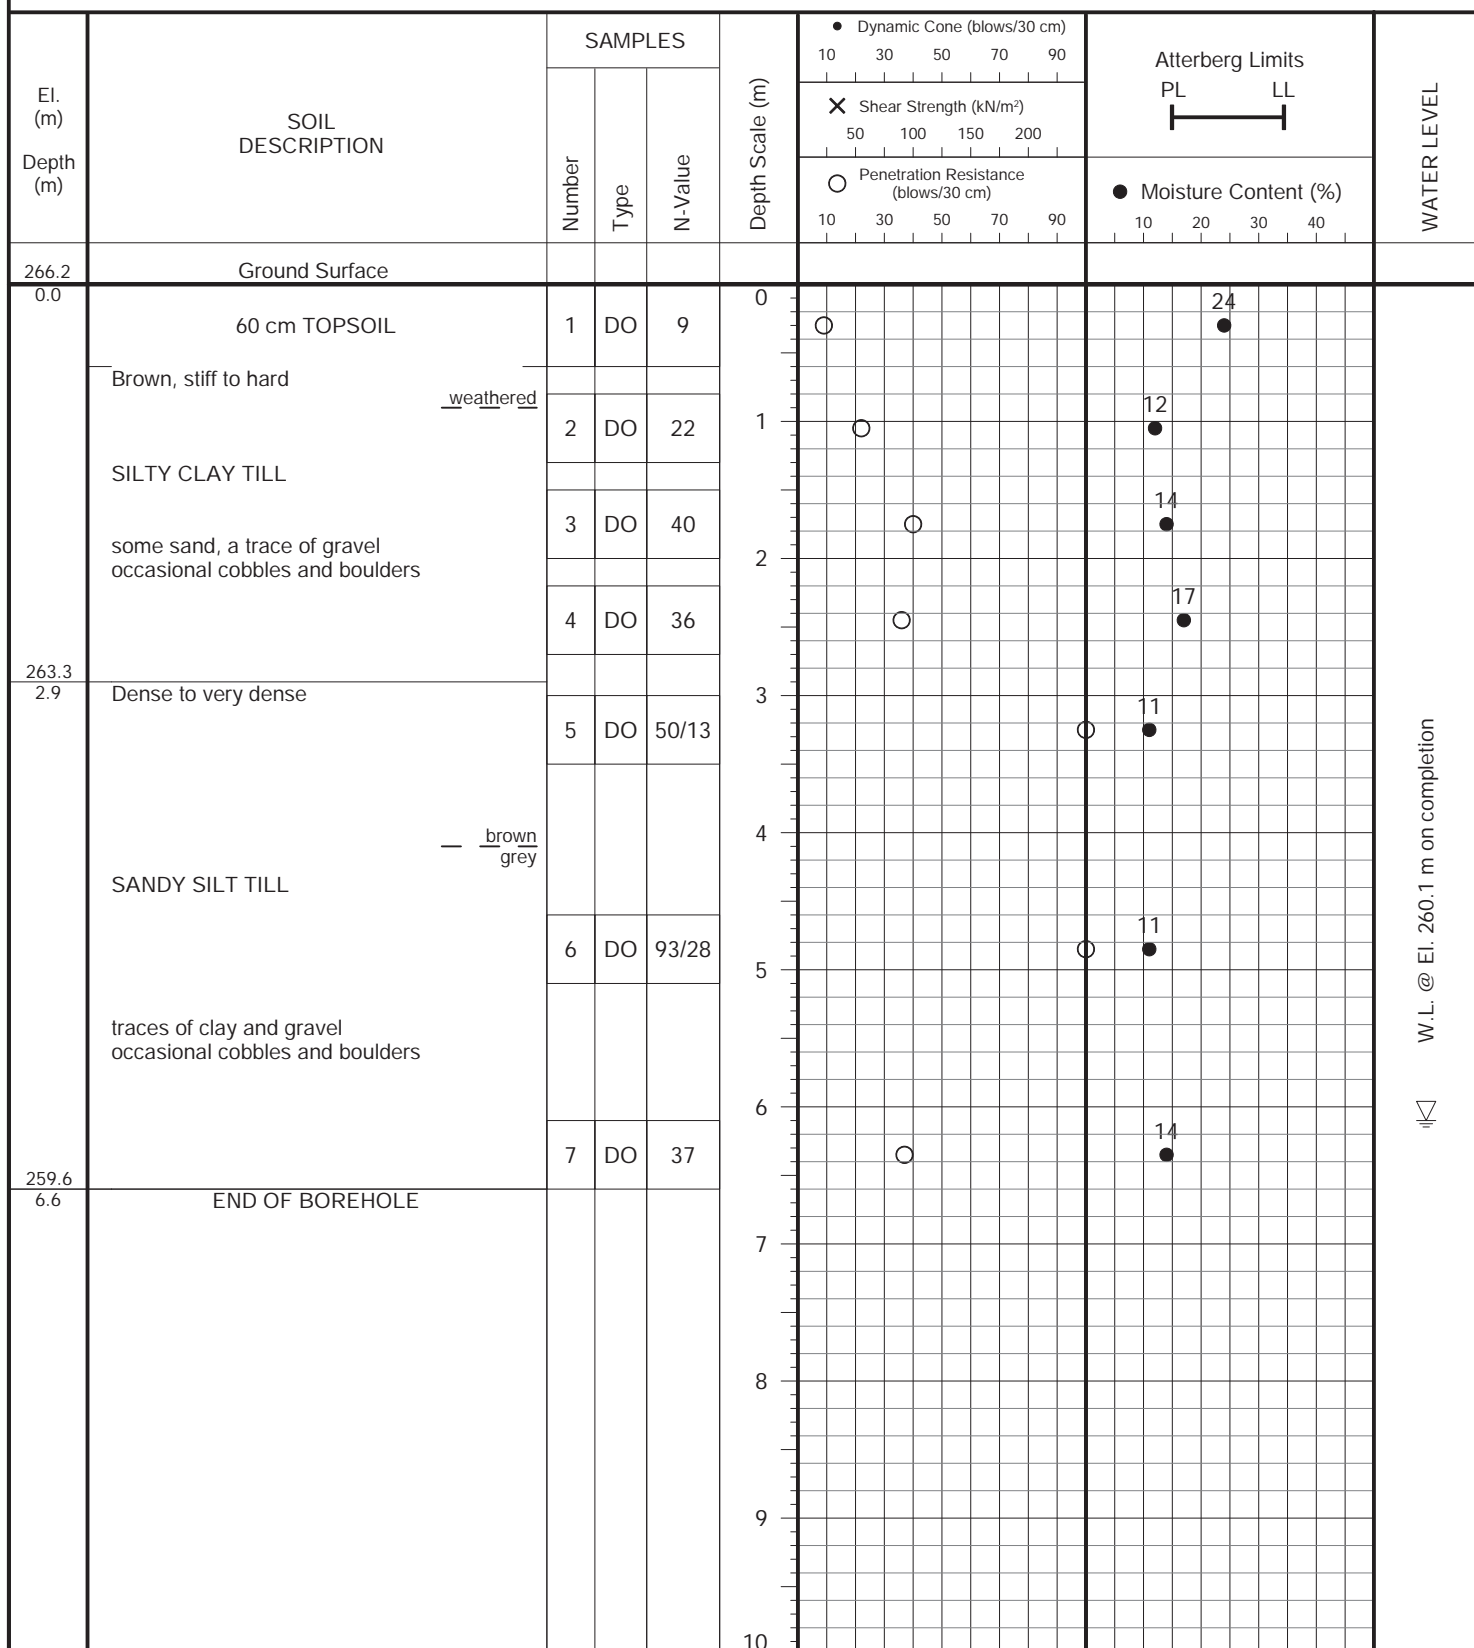 El.
(m)
Depth
(m)
SOIL
DESCRIPTION
SAMPLES
Number
Type
N-Value
Depth Scale (m)
Dynamic Cone (blows/30 cm)
10 30 50 70 90
Shear Strength (kN/m²)
50 100 150 200
Penetration Resistance
(blows/30 cm)
10 30 50 70 90
Atterberg Limits
PL LL
Moisture Content (%)
10 20 30 40
WATER LEVEL
266.2 Ground Surface
0.0
0
60 cm TOPSOIL 1 DO 9
24
Brown, stiff to hard
weathered
2 DO 22
1
12
SILTY CLAY TILL
3 DO 40
14
some sand, a trace of gravel
occasional cobbles and boulders
2
4 DO 36
17
263.3
2.9 Dense to very dense
3
5 DO 50/13
11
brown
grey
4
SANDY SILT TILL
6 DO 93/28
11
5
traces of clay and gravel
occasional cobbles and boulders
6
7 DO 37
14
259.6
6.6 END OF BOREHOLE
7
8
9
10
W.L. @ El. 260.1 m on completion